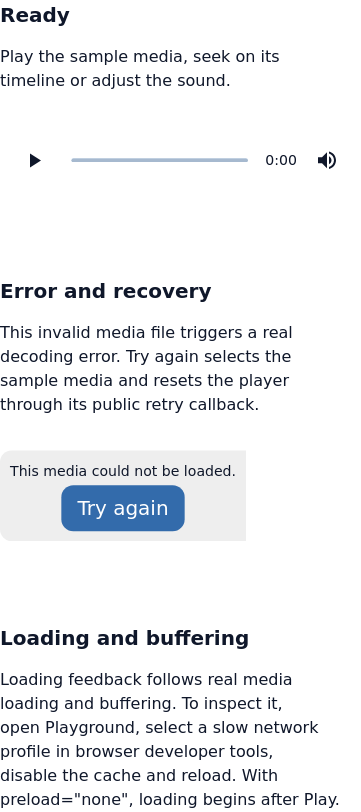 Ready
Play the sample media, seek on its
timeline or adjust the sound.
0:00
Error and recovery
This invalid media file triggers a real
decoding error. Try again selects the
sample media and resets the player
through its public retry callback.
This media could not be loaded.
Try again
Loading and buffering
Loading feedback follows real media
loading and buffering. To inspect it,
open Playground, select a slow network
profile in browser developer tools,
disable the cache and reload. With
preload="none", loading begins after Play.